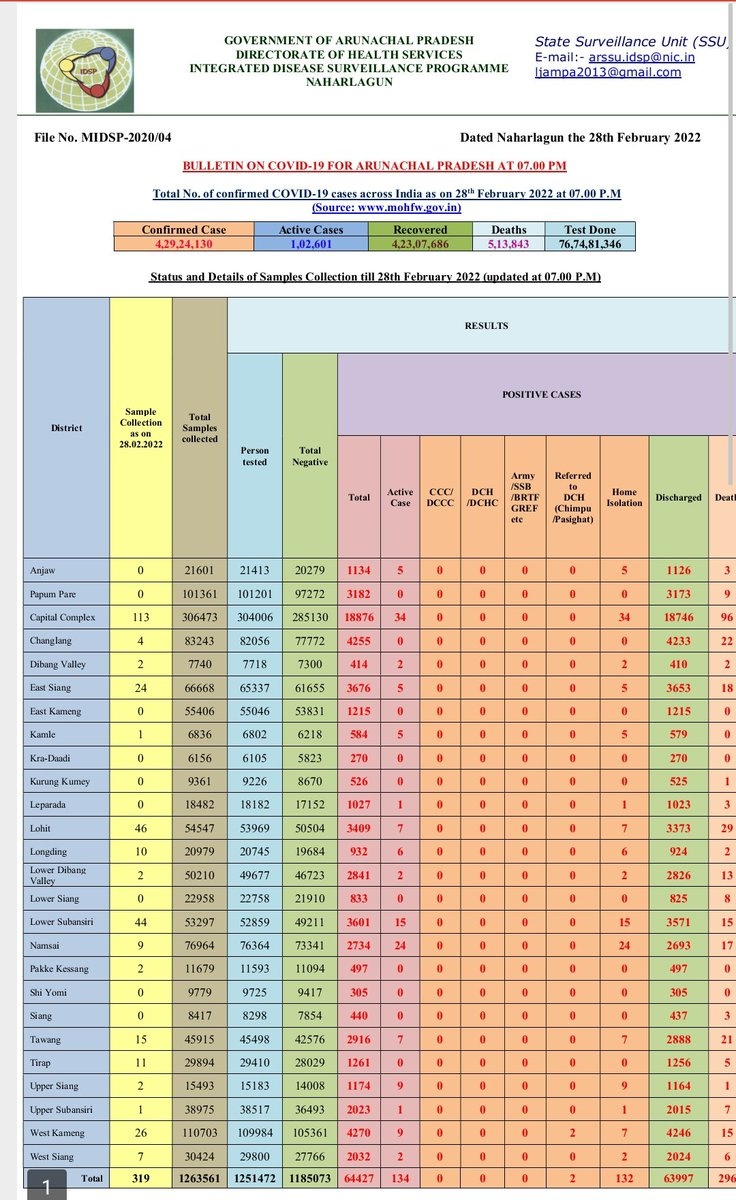 GOVERNMENT OF ARUNACHAL PRADESH
DIRECTORATE OF HEALTH SERVICES
INTEGRATED DISEASE SURVEILLANCE PROGRAMME
NAHARLAGUN
IDSP
State Surveillance Unit (SSU)
E-mail:- arssu.idsp@nic.in
ljampa2013@gmail.com
File No. MIDSP-2020/04 Dated Naharlagun the 28th February 2022
BULLETIN ON COVID-19 FOR ARUNACHAL PRADESH AT 07.00 PM
Total No. of confirmed COVID-19 cases across India as on 28th February 2022 at 07.00 P.M
(Source: www.mohfw.gov.in)
Confirmed Case Active Cases Recovered Deaths Test Done
4,29,24,130 1,02,601 4,23,07,686 5,13,843 76,74,81,346
Status and Details of Samples Collection till 28th February 2022 (updated at 07.00 P.M)
RESULTS
POSITIVE CASES
District
Sample
Collection
as on
28.02.2022
Total
Samples
collected
Person
tested
Total
Negative
Total
Active
Case
CCC/
DCCC
DCH
/DCHC
Army
/SSB
/BRTF
GREF
etc
Referred
to
DCH
(Chimpu
/Pasighat)
Home
Isolation
Discharged
Death
Anjaw 0 21601 21413 20279 1134 5 0 0 0 0 5 1126 3
Papum Pare 0 101361 101201 97272 3182 0 0 0 0 0 0 3173 9
Capital Complex 113 306473 304006 285130 18876 34 0 0 0 0 34 18746 96
Changlang 4 83243 82056 77772 4255 0 0 0 0 0 0 4233 22
Dibang Valley 2 7740 7718 7300 414 2 0 0 0 0 2 410 2
East Siang 24 66668 65337 61655 3676 5 0 0 0 0 5 3653 18
East Kameng 0 55406 55046 53831 1215 0 0 0 0 0 0 1215 0
Kamle 1 6836 6802 6218 584 5 0 0 0 0 5 579 0
Kra-Daadi 0 6156 6105 5823 270 0 0 0 0 0 0 270 0
Kurung Kumey 0 9361 9226 8670 526 0 0 0 0 0 0 525 1
Leparada 0 18482 18182 17152 1027 1 0 0 0 0 1 1023 3
Lohit 46 54547 53969 50504 3409 7 0 0 0 0 7 3373 29
Longding 10 20979 20745 19684 932 6 0 0 0 0 6 924 2
Lower Dibang
Valley 2 50210 49677 46723 2841 2 0 0 0 0 2 2826 13
Lower Siang 0 22958 22758 21910 833 0 0 0 0 0 0 825 8
Lower Subansiri 44 53297 52859 49211 3601 15 0 0 0 0 15 3571 15
Namsai 9 76964 76364 73341 2734 24 0 0 0 0 24 2693 17
Pakke Kessang 2 11679 11593 11094 497 0 0 0 0 0 0 497 0
Shi Yomi 0 9779 9725 9417 305 0 0 0 0 0 0 305 0
Siang 0 8417 8298 7854 440 0 0 0 0 0 0 437 3
Tawang 15 45915 45498 42576 2916 7 0 0 0 0 7 2888 21
Tirap 11 29894 29410 28029 1261 0 0 0 0 0 0 1256 5
Upper Siang 2 15493 15183 14008 1174 9 0 0 0 0 9 1164 1
Upper Subansiri 1 38975 38517 36493 2023 1 0 0 0 0 1 2015 7
West Kameng 26 110703 109984 105361 4270 9 0 0 0 2 7 4246 15
West Siang 7 30424 29800 27766 2032 2 0 0 0 0 2 2024 6
Total 319 1263561 1251472 1185073 64427 134 0 0 0 2 132 63997 296
1